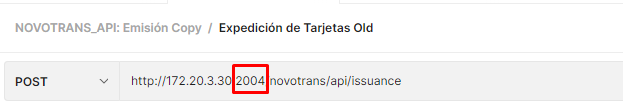 NOVOTRANS_API: Emisión Copy / Expedición de Tarjetas Old
POST http://172.20.3.30:2004/novotrans/api/issuance